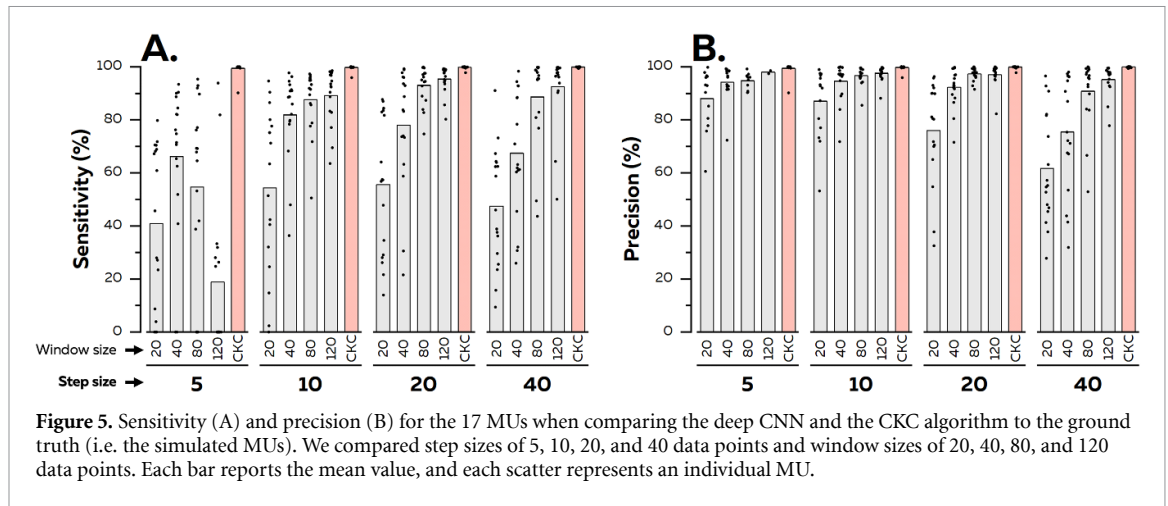 A.
B.
Sensitivity (%)
100
80
60
40
20
0
Precision (%)
100
80
60
40
20
0
Window size
20 40 80 120 CKC 20 40 80 120 CKC 20 40 80 120 CKC 20 40 80 120 CKC
20 40 80 120 CKC 20 40 80 120 CKC 20 40 80 120 CKC 20 40 80 120 CKC
Step size
5 10 20 40
5 10 20 40
Figure 5. Sensitivity (A) and precision (B) for the 17 MUs when comparing the deep CNN and the CKC algorithm to the ground
truth (i.e. the simulated MUs). We compared step sizes of 5, 10, 20, and 40 data points and window sizes of 20, 40, 80, and 120
data points. Each bar reports the mean value, and each scatter represents an individual MU.